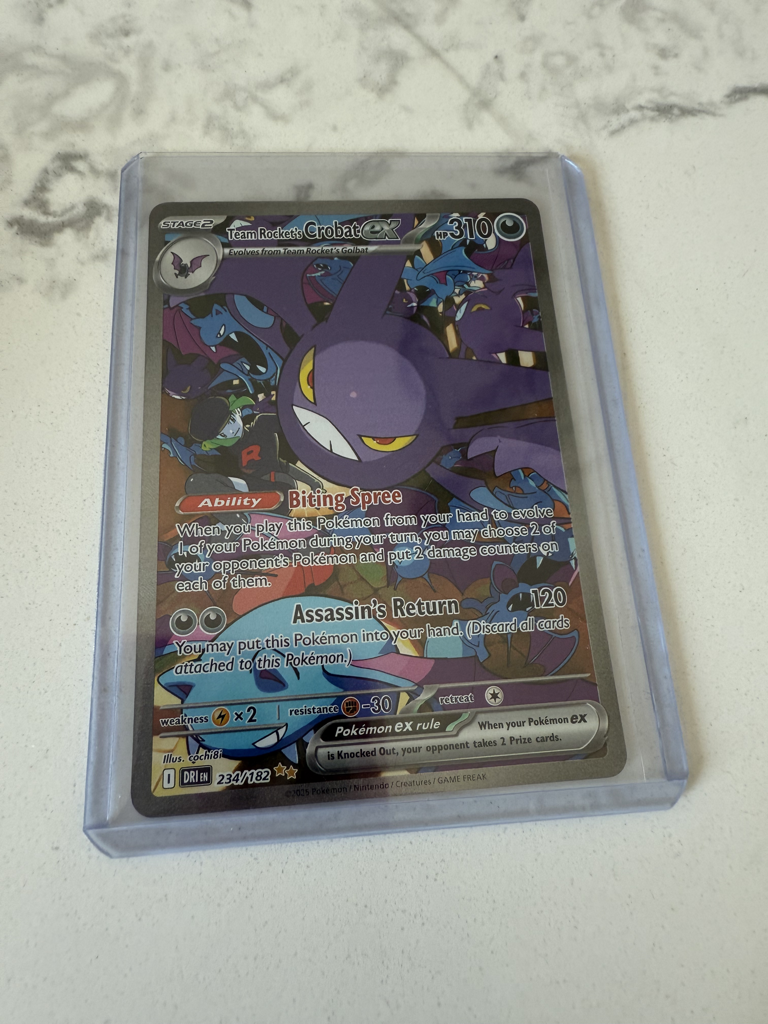 STAGE2 Team Rocket's Crobat ex HP 310
Evolves from Team Rocket's Golbat
R
Ability Biting Spree
When you play this Pokémon from your hand to evolve
1 of your Pokémon during your turn, you may choose 2 of
your opponent's Pokémon and put 2 damage counters on
each of them.
Assassin's Return 120
You may put this Pokémon into your hand. (Discard all cards
attached to this Pokémon.)
weakness ×2 resistance -30 retreat
Pokémon ex rule When your Pokémon ex
is Knocked Out, your opponent takes 2 Prize cards.
Illus. cochi8i
I DRI EN 234/182
©2025 Pokémon / Nintendo / Creatures / GAME FREAK